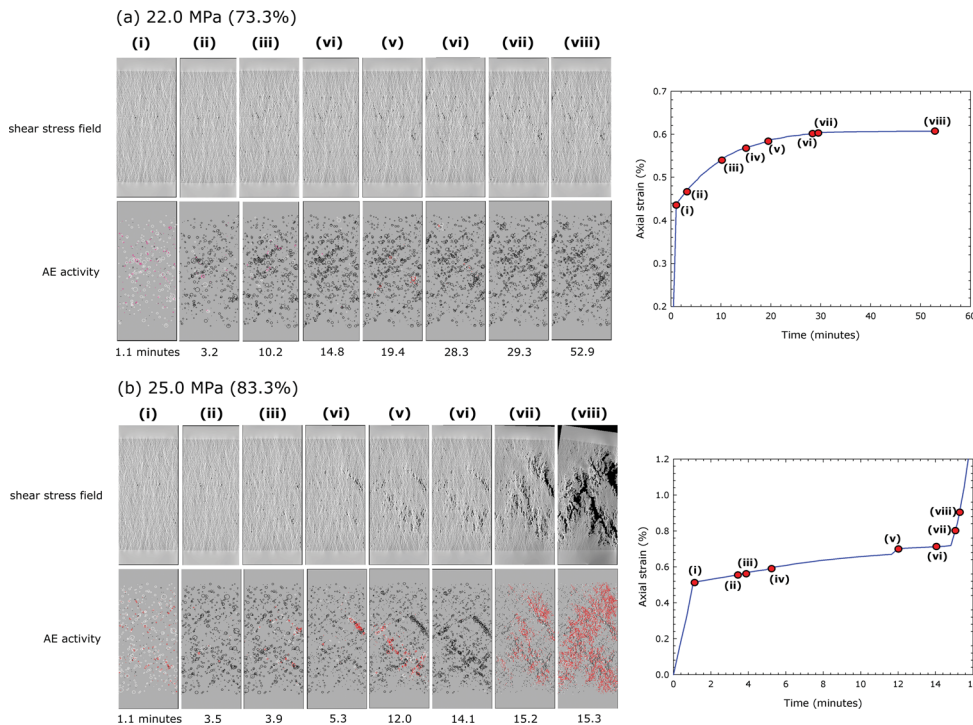 (a) 22.0 MPa (73.3%)
(i) (ii) (iii) (vi) (v) (vi) (vii) (viii)
shear stress field
AE activity
1.1 minutes 3.2 10.2 14.8 19.4 28.3 29.3 52.9
0.7
0.6
0.5
0.4
0.3
0.2
Axial strain (%)
(i)
(ii)
(iii)
(iv)
(v)
(vi)
(vii)
(viii)
0 10 20 30 40 50 60
Time (minutes)
(b) 25.0 MPa (83.3%)
(i) (ii) (iii) (vi) (v) (vi) (vii) (viii)
shear stress field
AE activity
1.1 minutes 3.5 3.9 5.3 12.0 14.1 15.2 15.3
1.2
1.0
0.8
0.6
0.4
0.2
0.0
Axial strain (%)
(i)
(ii)
(iii)
(iv)
(v)
(vi)
(vii)
(viii)
0 2 4 6 8 10 12 14
Time (minutes)